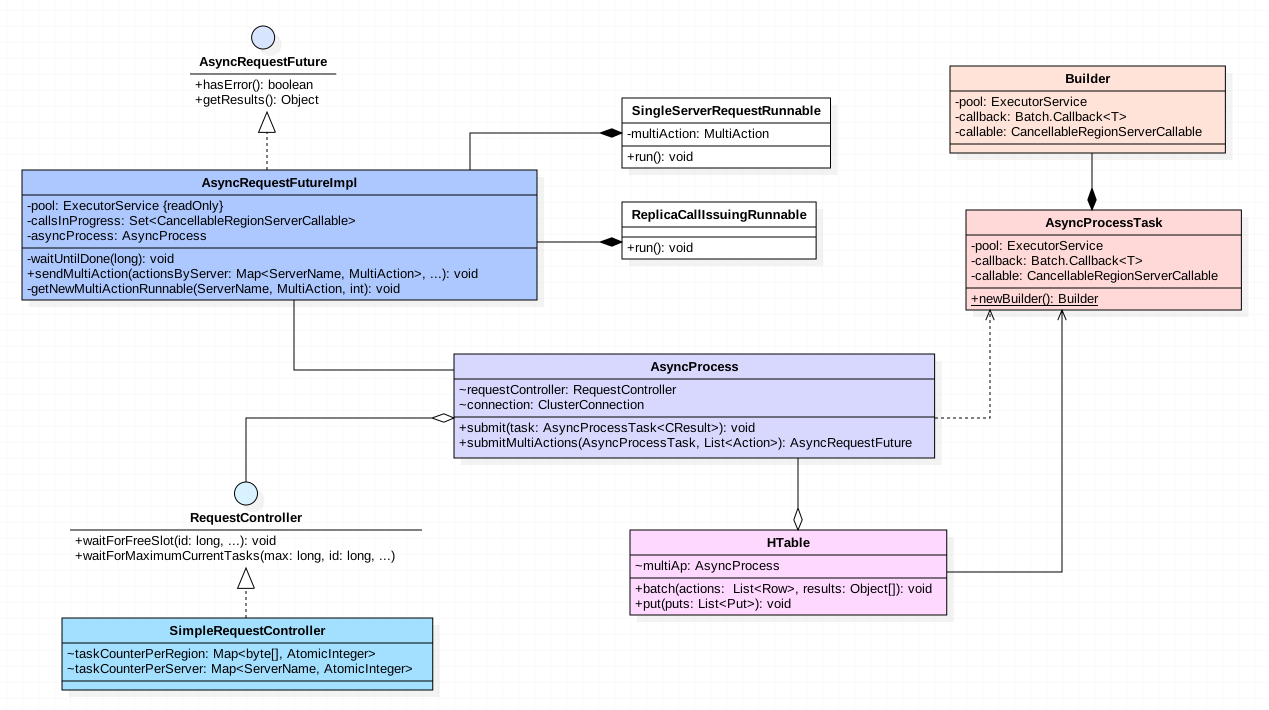 AsyncRequestFuture
+hasError(): boolean
+getResults(): Object
AsyncRequestFutureImpl
-pool: ExecutorService {readOnly}
-callsInProgress: Set<CancellableRegionServerCallable>
-asyncProcess: AsyncProcess
-waitUntilDone(long): void
+sendMultiAction(actionsByServer: Map<ServerName, MultiAction>, ...): void
-getNewMultiActionRunnable(ServerName, MultiAction, int): void
SingleServerRequestRunnable
-multiAction: MultiAction
+run(): void
ReplicaCallIssuingRunnable
+run(): void
Builder
-pool: ExecutorService
-callback: Batch.Callback<T>
-callable: CancellableRegionServerCallable
AsyncProcessTask
-pool: ExecutorService
-callback: Batch.Callback<T>
-callable: CancellableRegionServerCallable
+newBuilder(): Builder
AsyncProcess
~requestController: RequestController
~connection: ClusterConnection
+submit(task: AsyncProcessTask<CResult>): void
+submitMultiActions(AsyncProcessTask, List<Action>): AsyncRequestFuture
RequestController
+waitForFreeSlot(id: long, ...): void
+waitForMaximumCurrentTasks(max: long, id: long, ...)
HTable
~multiAp: AsyncProcess
+batch(actions:  List<Row>, results: Object[]): void
+put(puts: List<Put>): void
SimpleRequestController
~taskCounterPerRegion: Map<byte[], AtomicInteger>
~taskCounterPerServer: Map<ServerName, AtomicInteger>